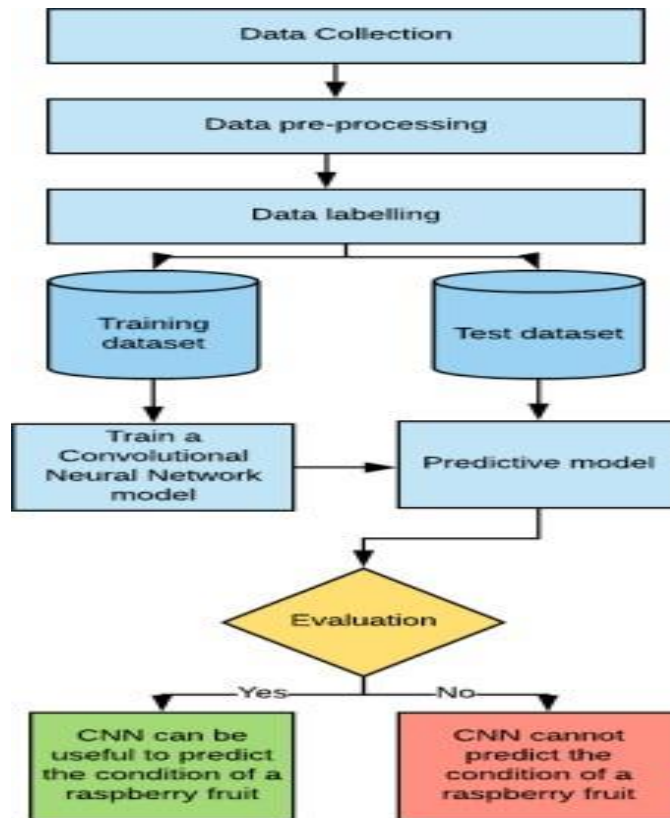 Data Collection
Data pre-processing
Data labelling
Training
dataset
Test dataset
Train a
Convolutional
Neural Network
model
Predictive model
Evaluation
Yes
No
CNN can be
useful to predict
the condition of a
raspberry fruit
CNN cannot
predict the
condition of a
raspberry fruit